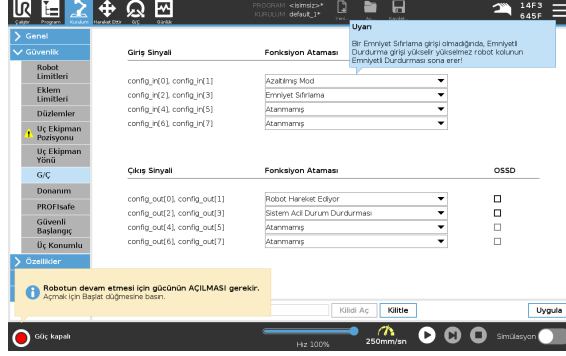 PROGRAM <isimsiz>*
KURULUM default_1*
14F3
645F
Çalıştır Program Kurulum Hareket Ettir G/Ç Günlük
Yeni... Aç... Kaydet...
Uyarı
Bir Emniyet Sıfırlama girişi olmadığında, Emniyetli
Durdurma girişi yükselir yükselmez robot kolunun
Emniyetli Durdurması sona erer!
Genel
Güvenlik
Robot
Limitleri
Eklem
Limitleri
Düzlemler
Uç Ekipman
Pozisyonu
Uç Ekipman
Yönü
G/Ç
Donanım
PROFIsafe
Güvenli
Başlangıç
Üç Konumlu
Özellikler
Giriş Sinyali Fonksiyon Ataması
config_in[0], config_in[1] Azaltılmış Mod
config_in[2], config_in[3] Emniyet Sıfırlama
config_in[4], config_in[5] Atanmamış
config_in[6], config_in[7] Atanmamış
Çıkış Sinyali Fonksiyon Ataması OSSD
config_out[0], config_out[1] Robot Hareket Ediyor
config_out[2], config_out[3] Sistem Acil Durum Durdurması
config_out[4], config_out[5] Atanmamış
config_out[6], config_out[7] Atanmamış
Robotun devam etmesi için gücünün AÇILMASI gerekir.
Açmak için Başlat düğmesine basın.
Kilidi Aç Kilitle Uygula
Güç kapalı
Hız 100%
250mm/sn
Simülasyon